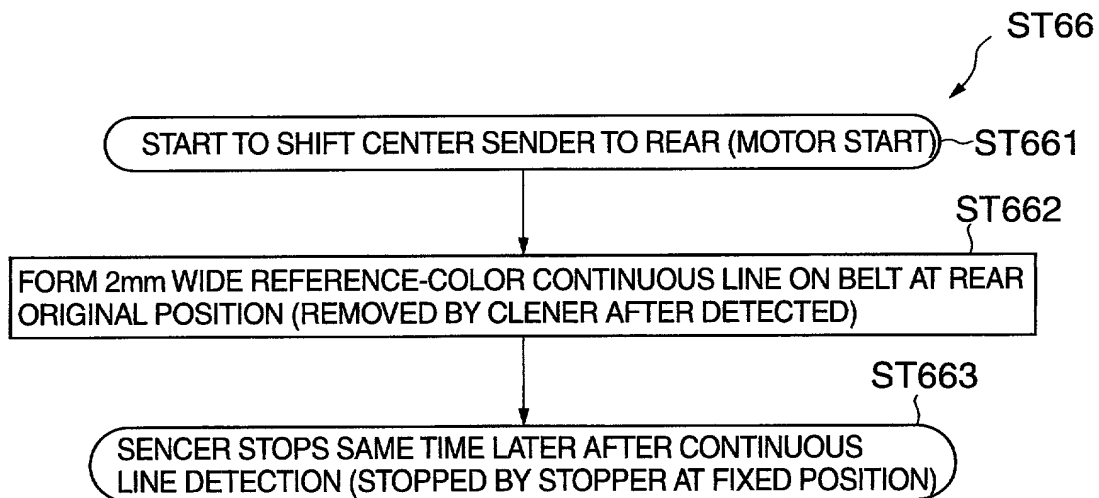 ST66
START TO SHIFT CENTER SENDER TO REAR (MOTOR START)
ST661
ST662
FORM 2mm WIDE REFERENCE-COLOR CONTINUOUS LINE ON BELT AT REAR
ORIGINAL POSITION (REMOVED BY CLENER AFTER DETECTED)
ST663
SENCER STOPS SAME TIME LATER AFTER CONTINUOUS
LINE DETECTION (STOPPED BY STOPPER AT FIXED POSITION)